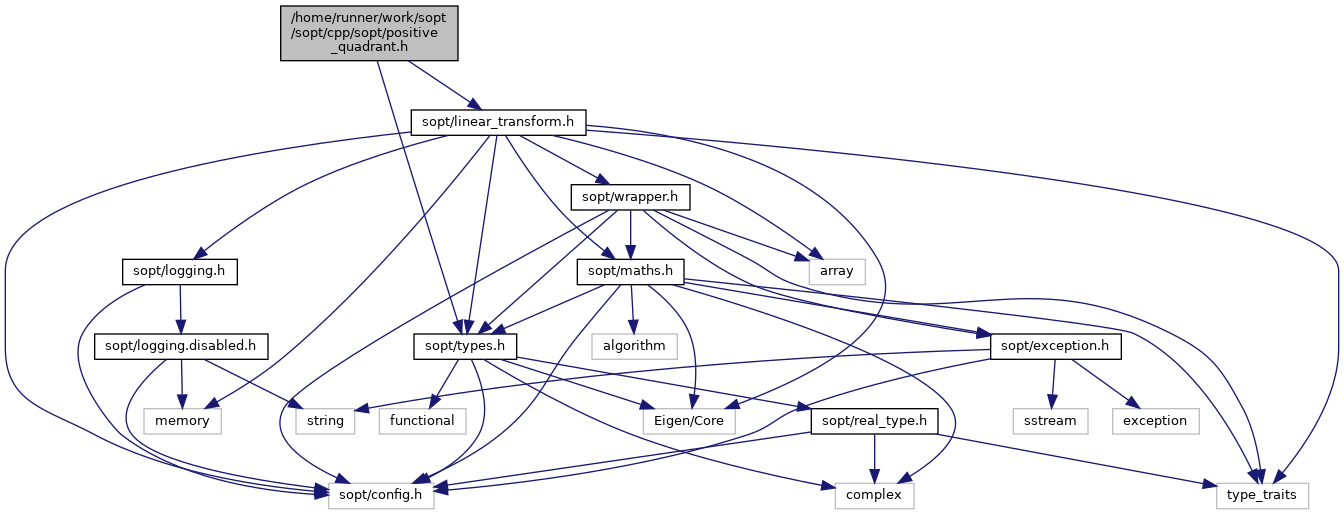 /home/runner/work/sopt
/sopt/cpp/sopt/positive
_quadrant.h
sopt/linear_transform.h
sopt/wrapper.h
sopt/logging.h
sopt/maths.h
array
sopt/logging.disabled.h
sopt/types.h
algorithm
sopt/exception.h
memory
string
functional
Eigen/Core
sopt/real_type.h
sstream
exception
sopt/config.h
complex
type_traits